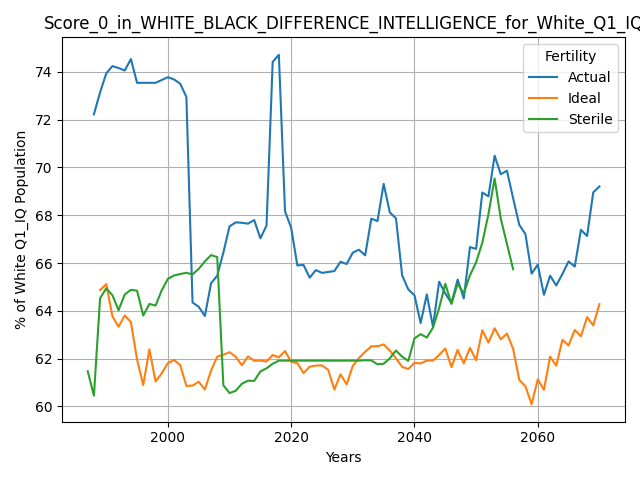 Score_0_in_WHITE_BLACK_DIFFERENCE_INTELLIGENCE_for_White_Q1_IQ
Fertility
Actual
Ideal
Sterile
74
72
70
68
66
64
62
60
% of White Q1_IQ Population
2000
2020
2040
2060
Years